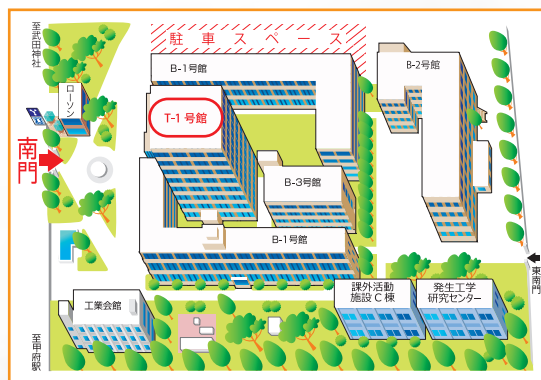 至武田神社
駐車スペース
B-1号館
B-2号館
ローソン
T-1号館
南門
B-3号館
B-1号館
東南門
課外活動
施設C棟
発生工学
研究センター
工業会館
至甲府駅